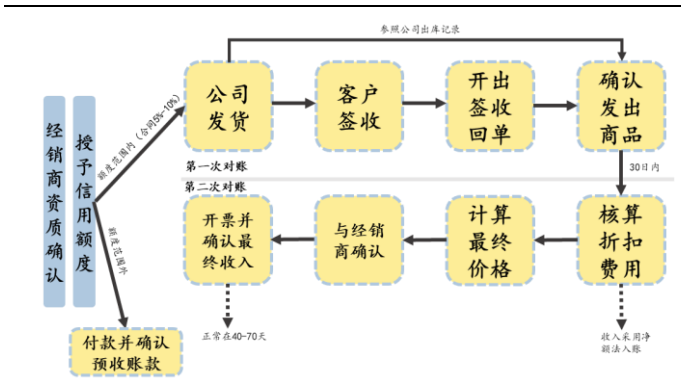 参照公司出库记录
经销商资质确认
授予信用额度
额度范围内（合同5%-10%）
额度范围外
公司
发货
客户
签收
开出
签收
回单
确认
发出
商品
第一次对账
30日内
第二次对账
开票并
确认最
终收入
与经销
商确认
计算
最终
价格
核算
折扣
费用
正常在40-70天
收入采用净
额法入账
付款并确认
预收账款